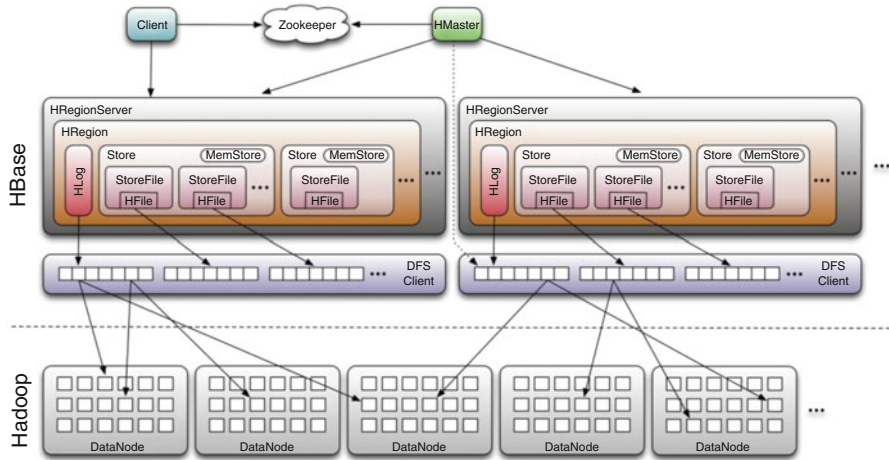 Client
Zookeeper
HMaster
HBase
HRegionServer
HRegion
HLog
Store
MemStore
StoreFile
HFile
StoreFile
HFile
...
Store
MemStore
StoreFile
HFile
...
...
HRegionServer
HRegion
HLog
Store
MemStore
StoreFile
HFile
StoreFile
HFile
...
Store
MemStore
StoreFile
HFile
...
...
...
...
DFS
Client
...
DFS
Client
Hadoop
DataNode
DataNode
DataNode
DataNode
DataNode
...